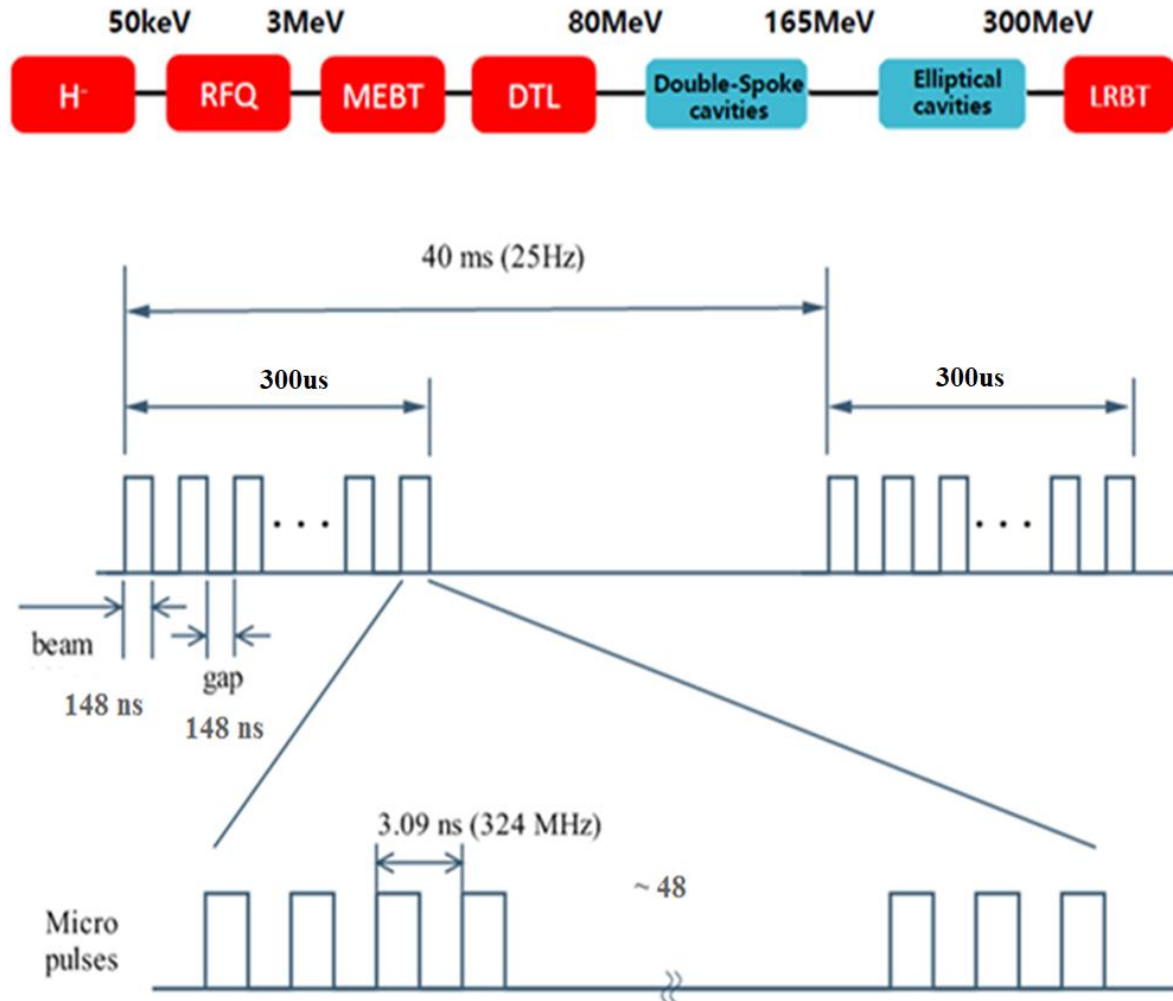 50keV 3MeV 80MeV 165MeV 300MeV
H- RFQ MEBT DTL Double-Spoke cavities Elliptical cavities LRBT
40 ms (25Hz)
300us 300us
. . . . . .
beam
gap
148 ns
148 ns
3.09 ns (324 MHz)
~ 48
Micro
pulses